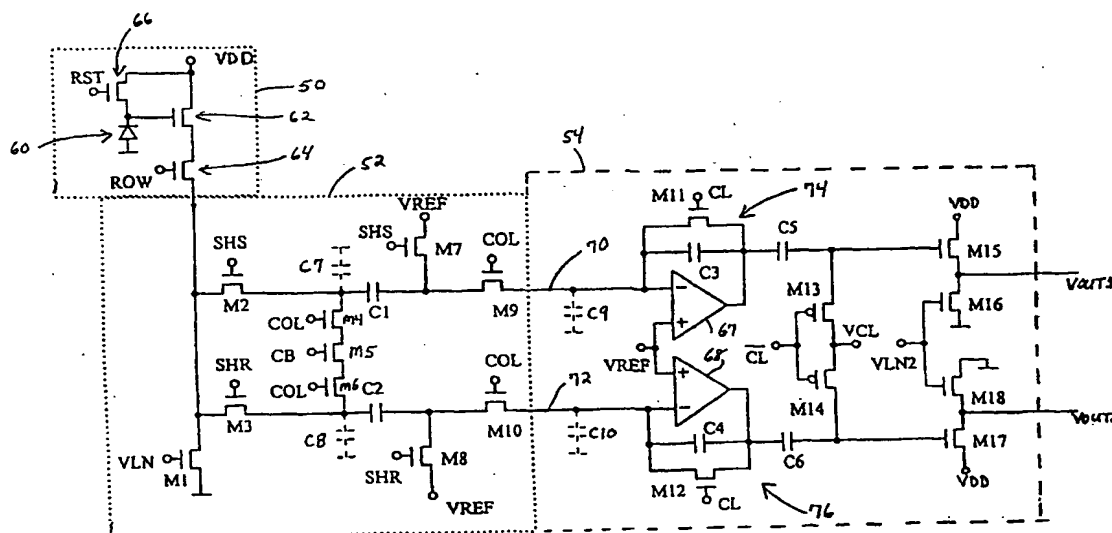 66
VDD
RST
50
62
60
64
ROW
52
54
M11
CL
74
VREF
VDD
SHS
COL
C5
SHS
C7
M7
70
C3
M15
M13
M2
C1
M9
C9
VOUTS
COL
M4
67
M16
CB
M5
VREF
CL
VCL
VLN2
SHR
COL
68
M6
C2
COL
72
M18
M14
M3
C8
M10
C10
C4
VLN
M8
C6
M17
M1
SHR
M12
VREF
CL
76
VDD